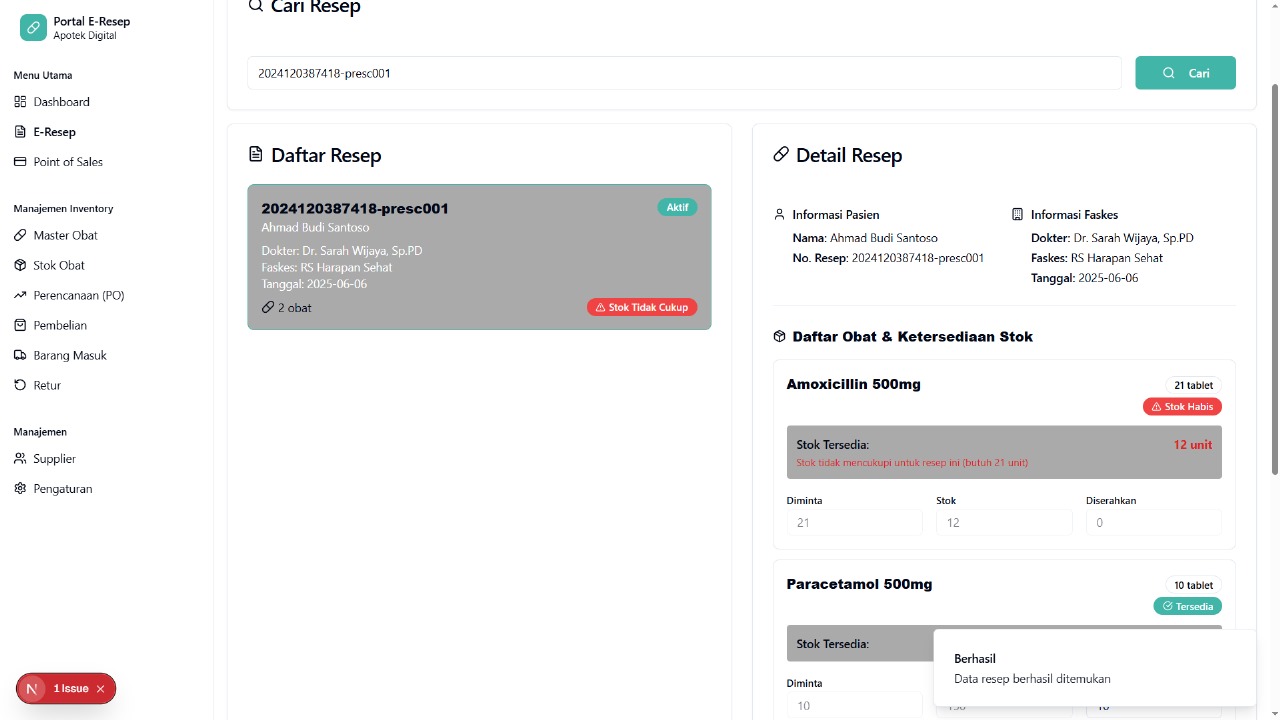 Portal E-Resep
Apotek Digital
Menu Utama
Dashboard
E-Resep
Point of Sales
Manajemen Inventory
Master Obat
Stok Obat
Perencanaan (PO)
Pembelian
Barang Masuk
Retur
Manajemen
Supplier
Pengaturan
N 1 Issue
Cari Resep
2024120387418-presc001
Cari
Daftar Resep
2024120387418-presc001
Aktif
Ahmad Budi Santoso
Dokter: Dr. Sarah Wijaya, Sp.PD
Faskes: RS Harapan Sehat
Tanggal: 2025-06-06
2 obat
Stok Tidak Cukup
Detail Resep
Informasi Pasien
Nama: Ahmad Budi Santoso
No. Resep: 2024120387418-presc001
Informasi Faskes
Dokter: Dr. Sarah Wijaya, Sp.PD
Faskes: RS Harapan Sehat
Tanggal: 2025-06-06
Daftar Obat & Ketersediaan Stok
Amoxicillin 500mg
21 tablet
Stok Habis
Stok Tersedia:
12 unit
Stok tidak mencukupi untuk resep ini (butuh 21 unit)
Diminta
Stok
Diserahkan
21
12
0
Paracetamol 500mg
10 tablet
Tersedia
Stok Tersedia:
Diminta
10
Berhasil
Data resep berhasil ditemukan